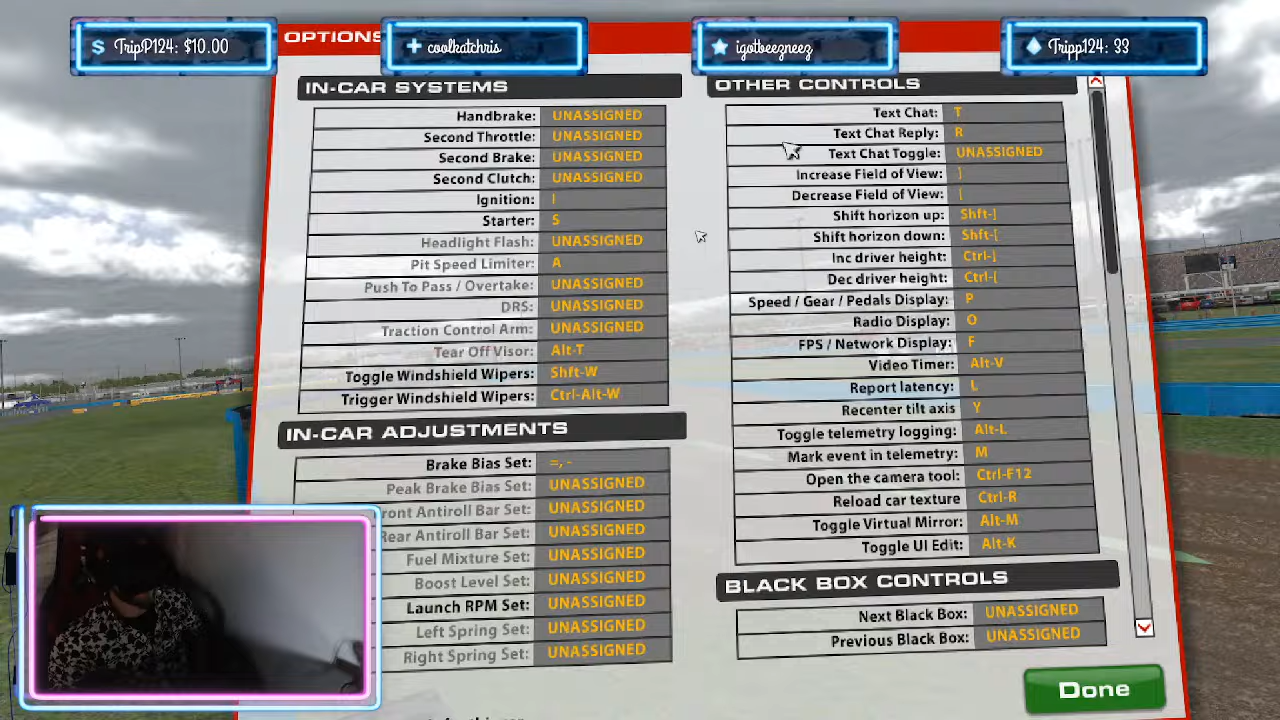 $ TripP124: $10.00
coolkatchris
igotbeezneez
Tripp124: 33
OPTIONS
IN-CAR SYSTEMS
Handbrake: UNASSIGNED
Second Throttle: UNASSIGNED
Second Brake: UNASSIGNED
Second Clutch: UNASSIGNED
Ignition: I
Starter: S
Headlight Flash: UNASSIGNED
Pit Speed Limiter: A
Push To Pass / Overtake: UNASSIGNED
DRS: UNASSIGNED
Traction Control Arm: UNASSIGNED
Tear Off Visor: Alt-T
Toggle Windshield Wipers: Shft-W
Trigger Windshield Wipers: Ctrl-Alt-W
IN-CAR ADJUSTMENTS
Brake Bias Set: =, -
Peak Brake Bias Set: UNASSIGNED
ront Antiroll Bar Set: UNASSIGNED
Rear Antiroll Bar Set: UNASSIGNED
Fuel Mixture Set: UNASSIGNED
Boost Level Set: UNASSIGNED
Launch RPM Set: UNASSIGNED
Left Spring Set: UNASSIGNED
Right Spring Set: UNASSIGNED
OTHER CONTROLS
Text Chat: T
Text Chat Reply: R
Text Chat Toggle: UNASSIGNED
Increase Field of View: ]
Decrease Field of View: [
Shift horizon up: Shft-]
Shift horizon down: Shft-[
Inc driver height: Ctrl-]
Dec driver height: Ctrl-[
Speed / Gear / Pedals Display: P
Radio Display: O
FPS / Network Display: F
Video Timer: Alt-V
Report latency: L
Recenter tilt axis Y
Toggle telemetry logging: Alt-L
Mark event in telemetry: M
Open the camera tool: Ctrl-F12
Reload car texture Ctrl-R
Toggle Virtual Mirror: Alt-M
Toggle UI Edit: Alt-K
BLACK BOX CONTROLS
Next Black Box: UNASSIGNED
Previous Black Box: UNASSIGNED
Done